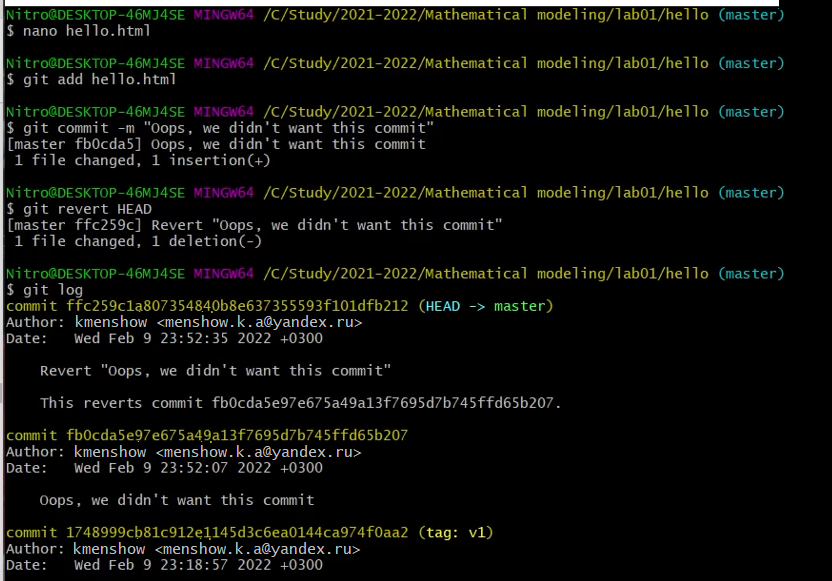 Nitro@DESKTOP-46MJ4SE MINGW64 /C/Study/2021-2022/Mathematical modeling/lab01/hello (master)
$ nano hello.html
Nitro@DESKTOP-46MJ4SE MINGW64 /C/Study/2021-2022/Mathematical modeling/lab01/hello (master)
$ git add hello.html
Nitro@DESKTOP-46MJ4SE MINGW64 /C/Study/2021-2022/Mathematical modeling/lab01/hello (master)
$ git commit -m "Oops, we didn't want this commit"
[master fb0cda5] Oops, we didn't want this commit
1 file changed, 1 insertion(+)
Nitro@DESKTOP-46MJ4SE MINGW64 /C/Study/2021-2022/Mathematical modeling/lab01/hello (master)
$ git revert HEAD
[master ffc259c] Revert "Oops, we didn't want this commit"
1 file changed, 1 deletion(-)
Nitro@DESKTOP-46MJ4SE MINGW64 /C/Study/2021-2022/Mathematical modeling/lab01/hello (master)
$ git log
commit ffc259c1a807354840b8e637355593f101dfb212 (HEAD -> master)
Author: kmenshow <menshow.k.a@yandex.ru>
Date:   Wed Feb 9 23:52:35 2022 +0300
Revert "Oops, we didn't want this commit"
This reverts commit fb0cda5e97e675a49a13f7695d7b745ffd65b207.
commit fb0cda5e97e675a49a13f7695d7b745ffd65b207
Author: kmenshow <menshow.k.a@yandex.ru>
Date:   Wed Feb 9 23:52:07 2022 +0300
Oops, we didn't want this commit
commit 1748999cb81c912e1145d3c6ea0144ca974f0aa2 (tag: v1)
Author: kmenshow <menshow.k.a@yandex.ru>
Date:   Wed Feb 9 23:18:57 2022 +0300